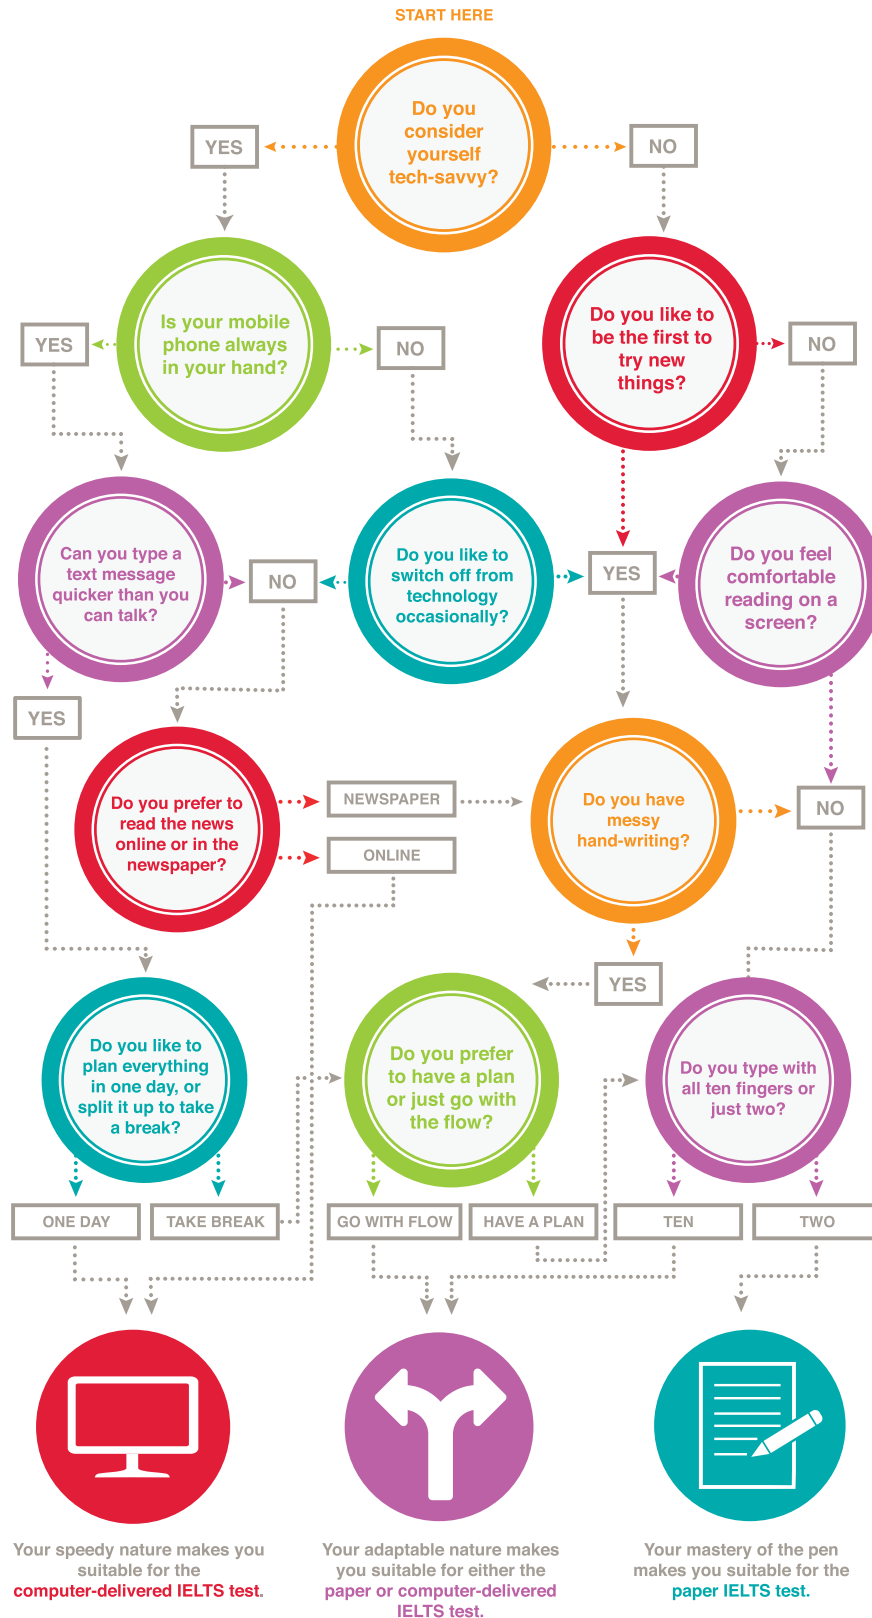 START HERE
Do you
consider
yourself
tech-savvy?
YES
NO
Is your mobile
phone always
in your hand?
Do you like to
be the first to
try new
things?
YES
NO
NO
Can you type a
text message
quicker than you
can talk?
NO
Do you like to
switch off from
technology
occasionally?
YES
Do you feel
comfortable
reading on a
screen?
YES
Do you prefer to
read the news
online or in the
newspaper?
NEWSPAPER
ONLINE
Do you have
messy
hand-writing?
NO
YES
Do you like to
plan everything
in one day, or
split it up to take
a break?
Do you prefer
to have a plan
or just go with
the flow?
Do you type with
all ten fingers or
just two?
ONE DAY
TAKE BREAK
GO WITH FLOW
HAVE A PLAN
TEN
TWO
Your speedy nature makes you
suitable for the
computer-delivered IELTS test.
Your adaptable nature makes
you suitable for either the
paper or computer-delivered
IELTS test.
Your mastery of the pen
makes you suitable for the
paper IELTS test.